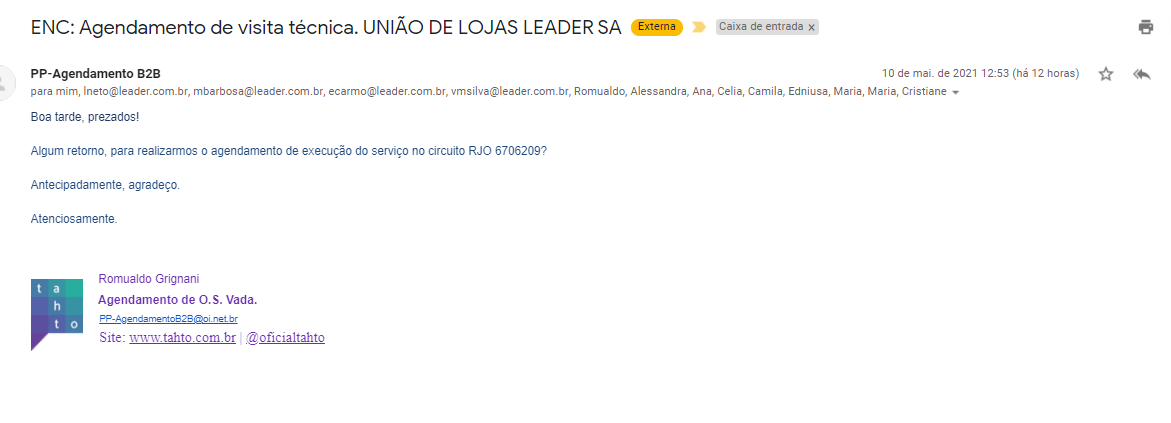 ENC: Agendamento de visita técnica. UNIÃO DE LOJAS LEADER SA Externa Caixa de entrada x
PP-Agendamento B2B 10 de mai. de 2021 12:53 (há 12 horas)
para mim, lneto@leader.com.br, mbarbosa@leader.com.br, ecarmo@leader.com.br, vmsilva@leader.com.br, Romualdo, Alessandra, Ana, Celia, Camila, Edniusa, Maria, Maria, Cristiane
Boa tarde, prezados!
Algum retorno, para realizarmos o agendamento de execução do serviço no circuito RJO 6706209?
Antecipadamente, agradeço.
Atenciosamente.
tahto
Romualdo Grignani
Agendamento de O.S. Vada.
PP-AgendamentoB2B@oi.net.br
Site: www.tahto.com.br | @oficialtahto